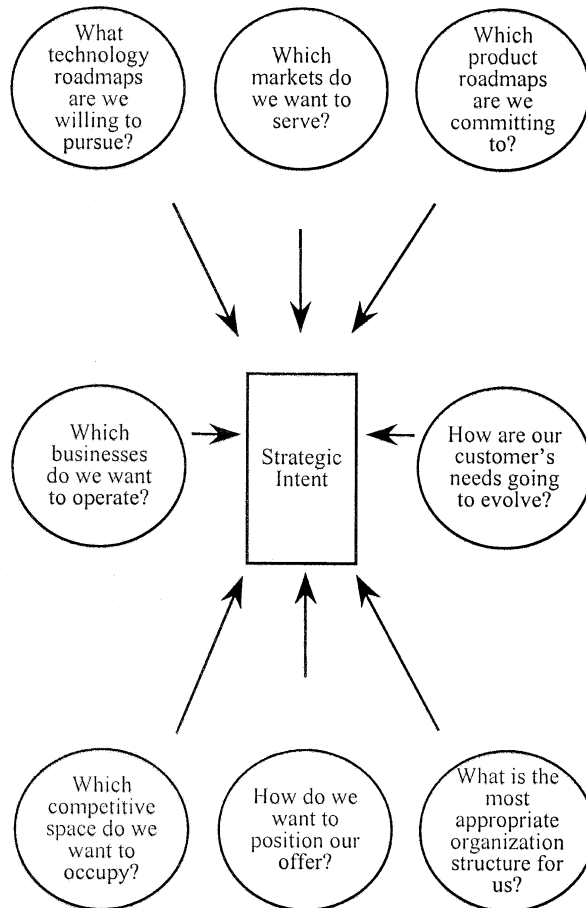 What
technology
roadmaps
are we
willing to
pursue?
Which
markets do
we want to
serve?
Which
product
roadmaps
are we
committing
to?
Which
businesses
do we want
to operate?
Strategic
Intent
How are our
customer's
needs going
to evolve?
Which
competitive
space do we
want to
occupy?
How do we
want to
position our
offer?
What is the
most
appropriate
organization
structure for
us?